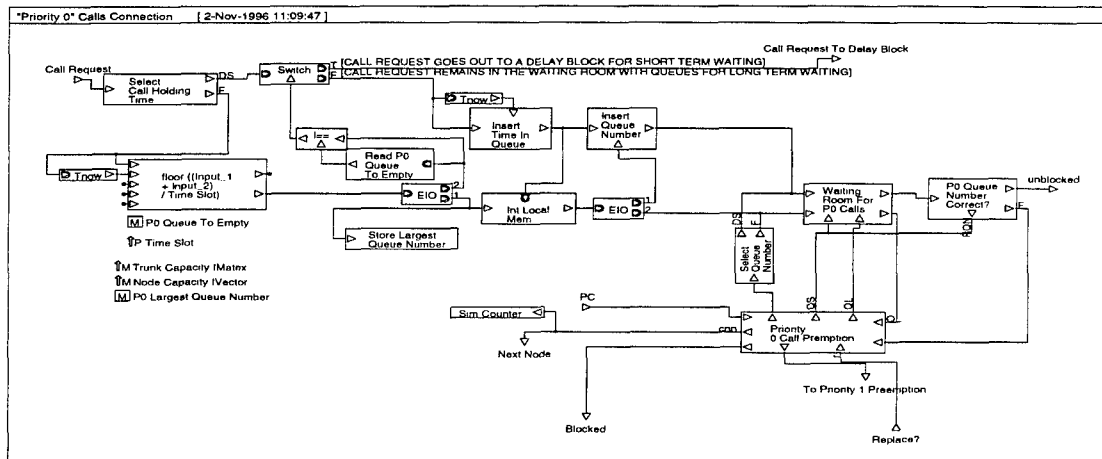 "Priority 0" Calls Connection [ 2-Nov-1996 11:09:47]
Call Request To Delay Block
Call Request
Select
Call Holding
Time
DS
F
Switch
T [CALL REQUEST GOES OUT TO A DELAY BLOCK FOR SHORT TERM WAITING]
F [CALL REQUEST REMAINS IN THE WAITING ROOM WITH QUEUES FOR LONG TERM WAITING]
Tnow
Insert
Time In
Queue
Insert
Queue
Number
I==
Read P0
Queue
To Empty
Tnow
floor ((Input_1
+ Input_2)
/ Time Slot)
EIO
2
1
Int Local
Mem
EIO
1
2
Store Largest
Queue Number
Waiting
Room For
P0 Calls
P0 Queue
Number
Correct?
unblocked
F
RQN
M P0 Queue To Empty
⇑P Time Slot
⇑M Trunk Capacity IMatrex
⇑M Node Capacity IVector
M P0 Largest Queue Number
DS
F
Select
Queue
Number
PC
Sim Counter
cnn
QS
QL
Priority
0 Call Premption
Next Node
To Priority 1 Preemption
Blocked
Replace?